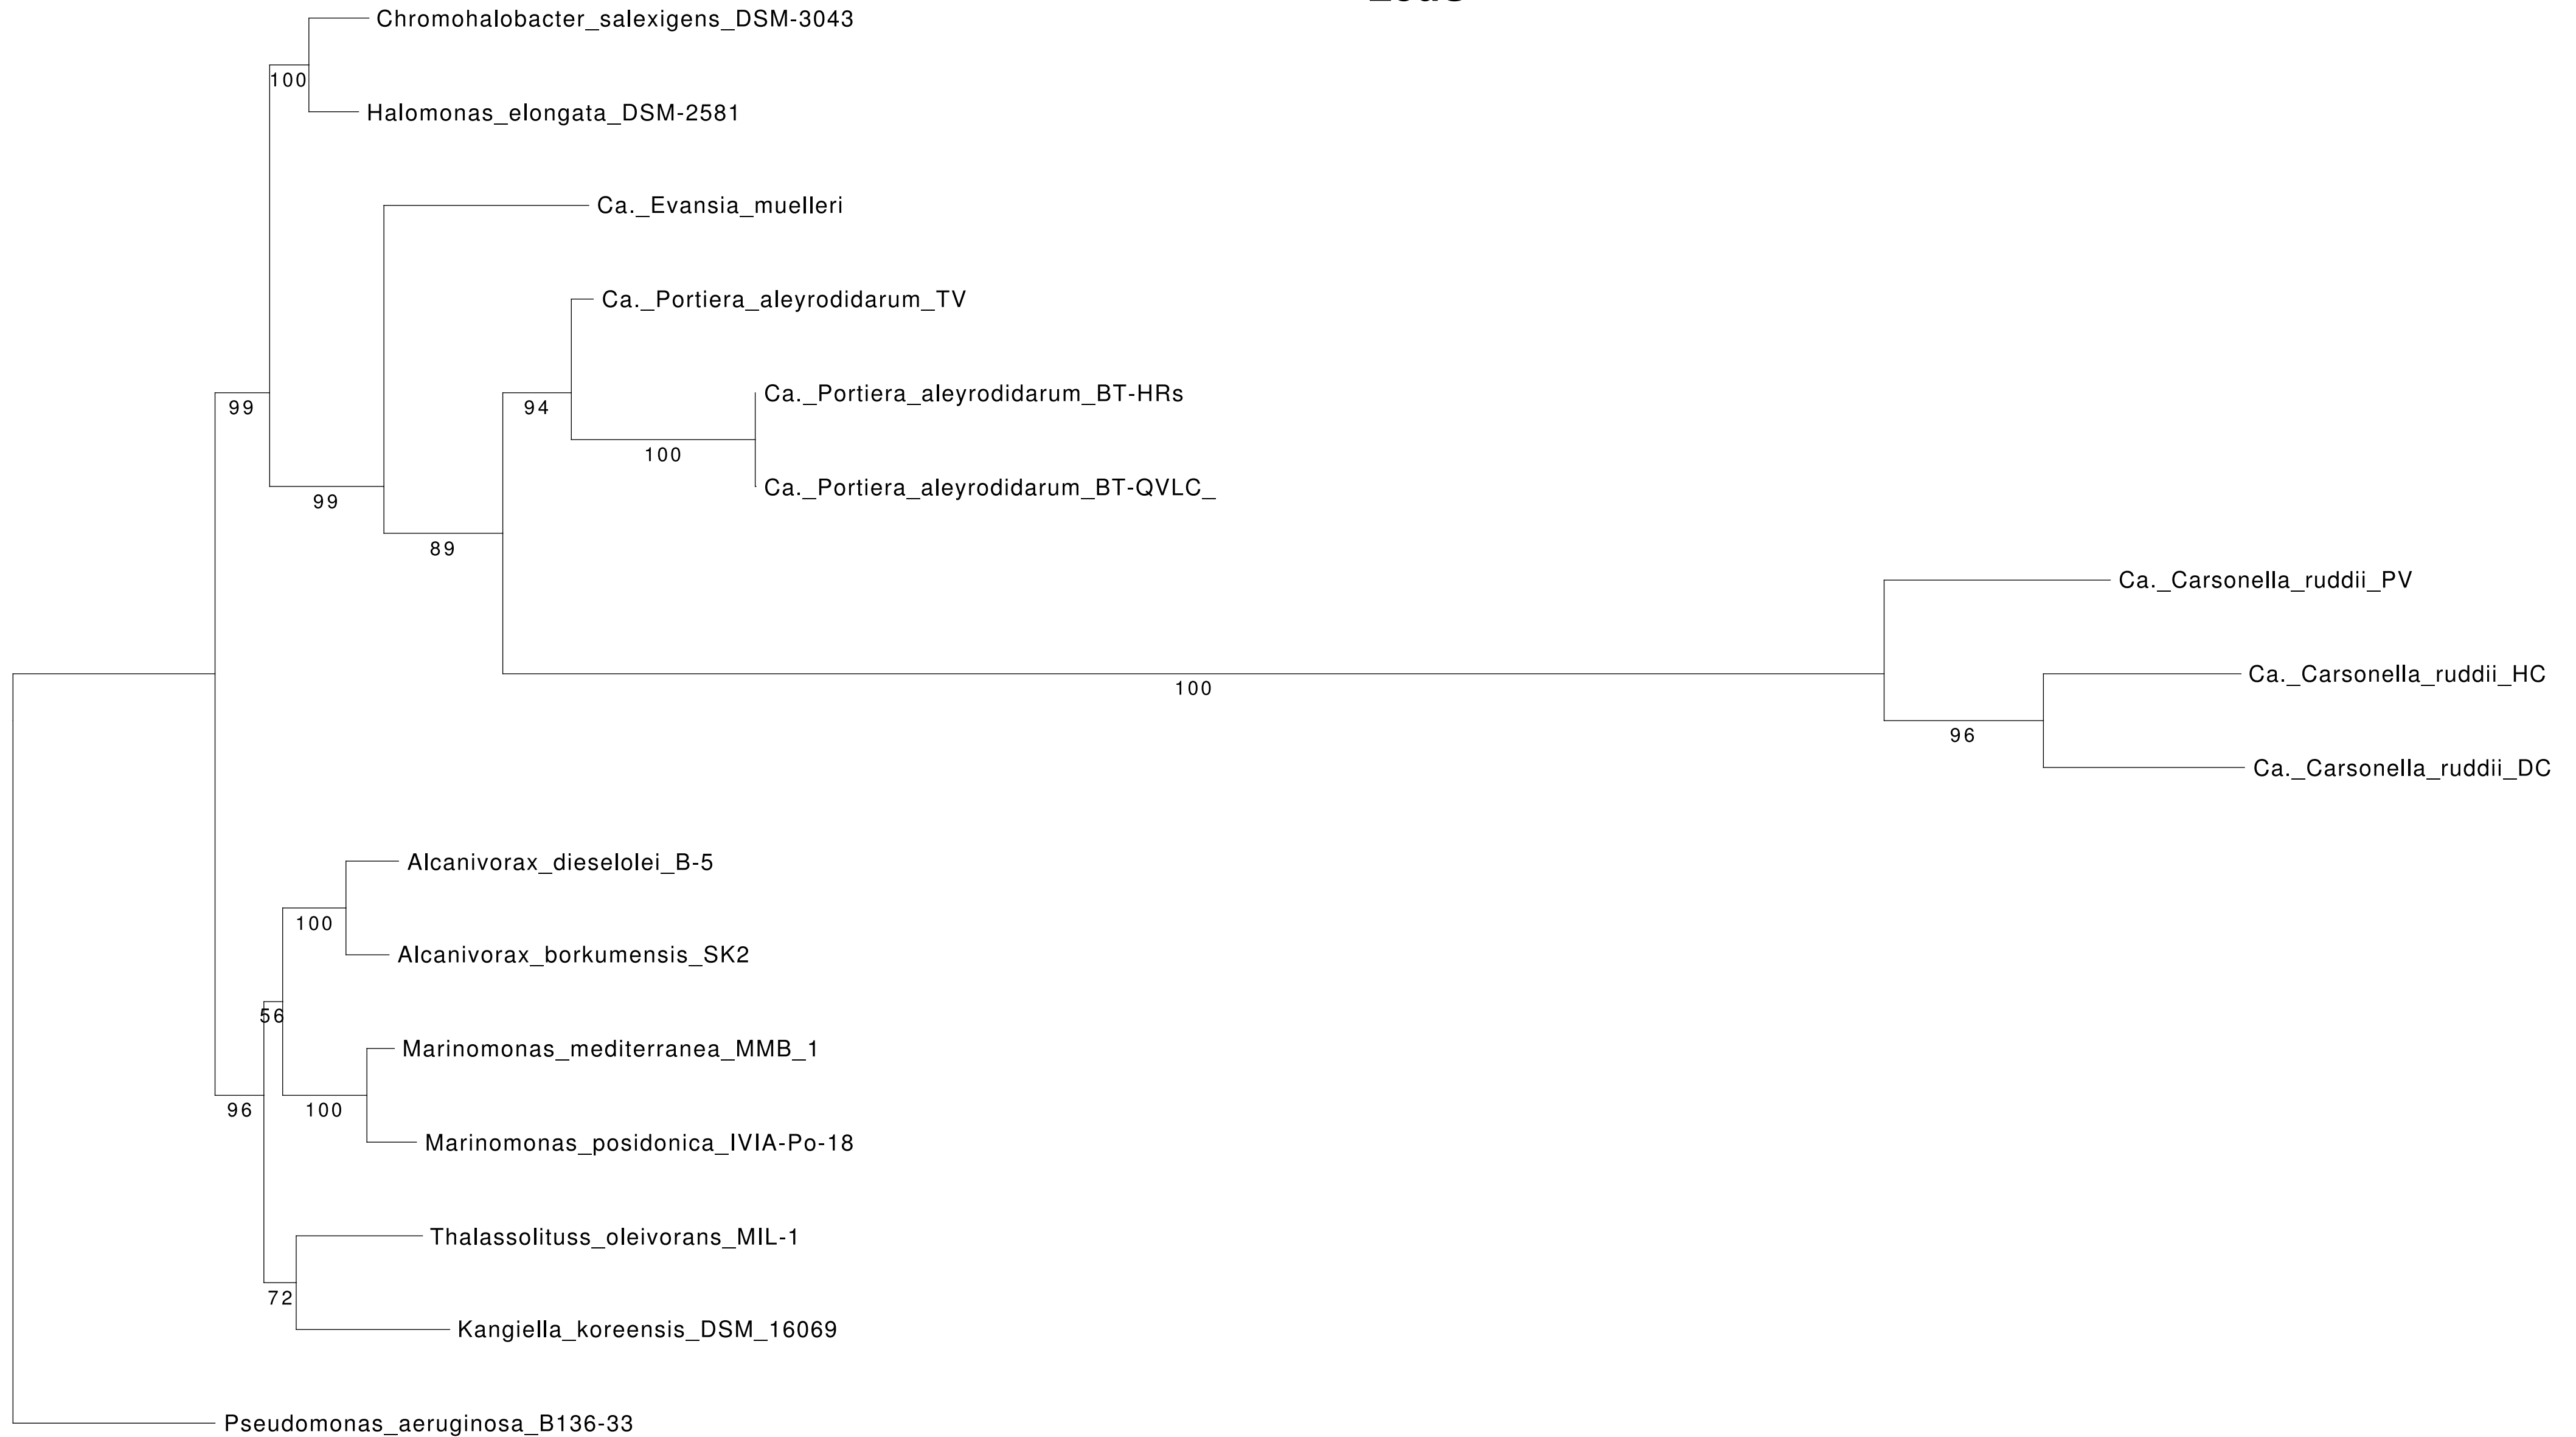 Chromohalobacter_salexigens_DSM-3043
100
Halomonas_elongata_DSM-2581
Ca._Evansia_muelleri
Ca._Portiera_aleyrodidarum_TV
Ca._Portiera_aleyrodidarum_BT-HRs
99
94
100
Ca._Portiera_aleyrodidarum_BT-QVLC_
99
89
Ca._Carsonella_ruddii_PV
Ca._Carsonella_ruddii_HC
100
96
Ca._Carsonella_ruddii_DC
Alcanivorax_dieselolei_B-5
100
Alcanivorax_borkumensis_SK2
56
Marinomonas_mediterranea_MMB_1
96
100
Marinomonas_posidonica_IVIA-Po-18
Thalassolituss_oleivorans_MIL-1
72
Kangiella_koreensis_DSM_16069
Pseudomonas_aeruginosa_B136-33